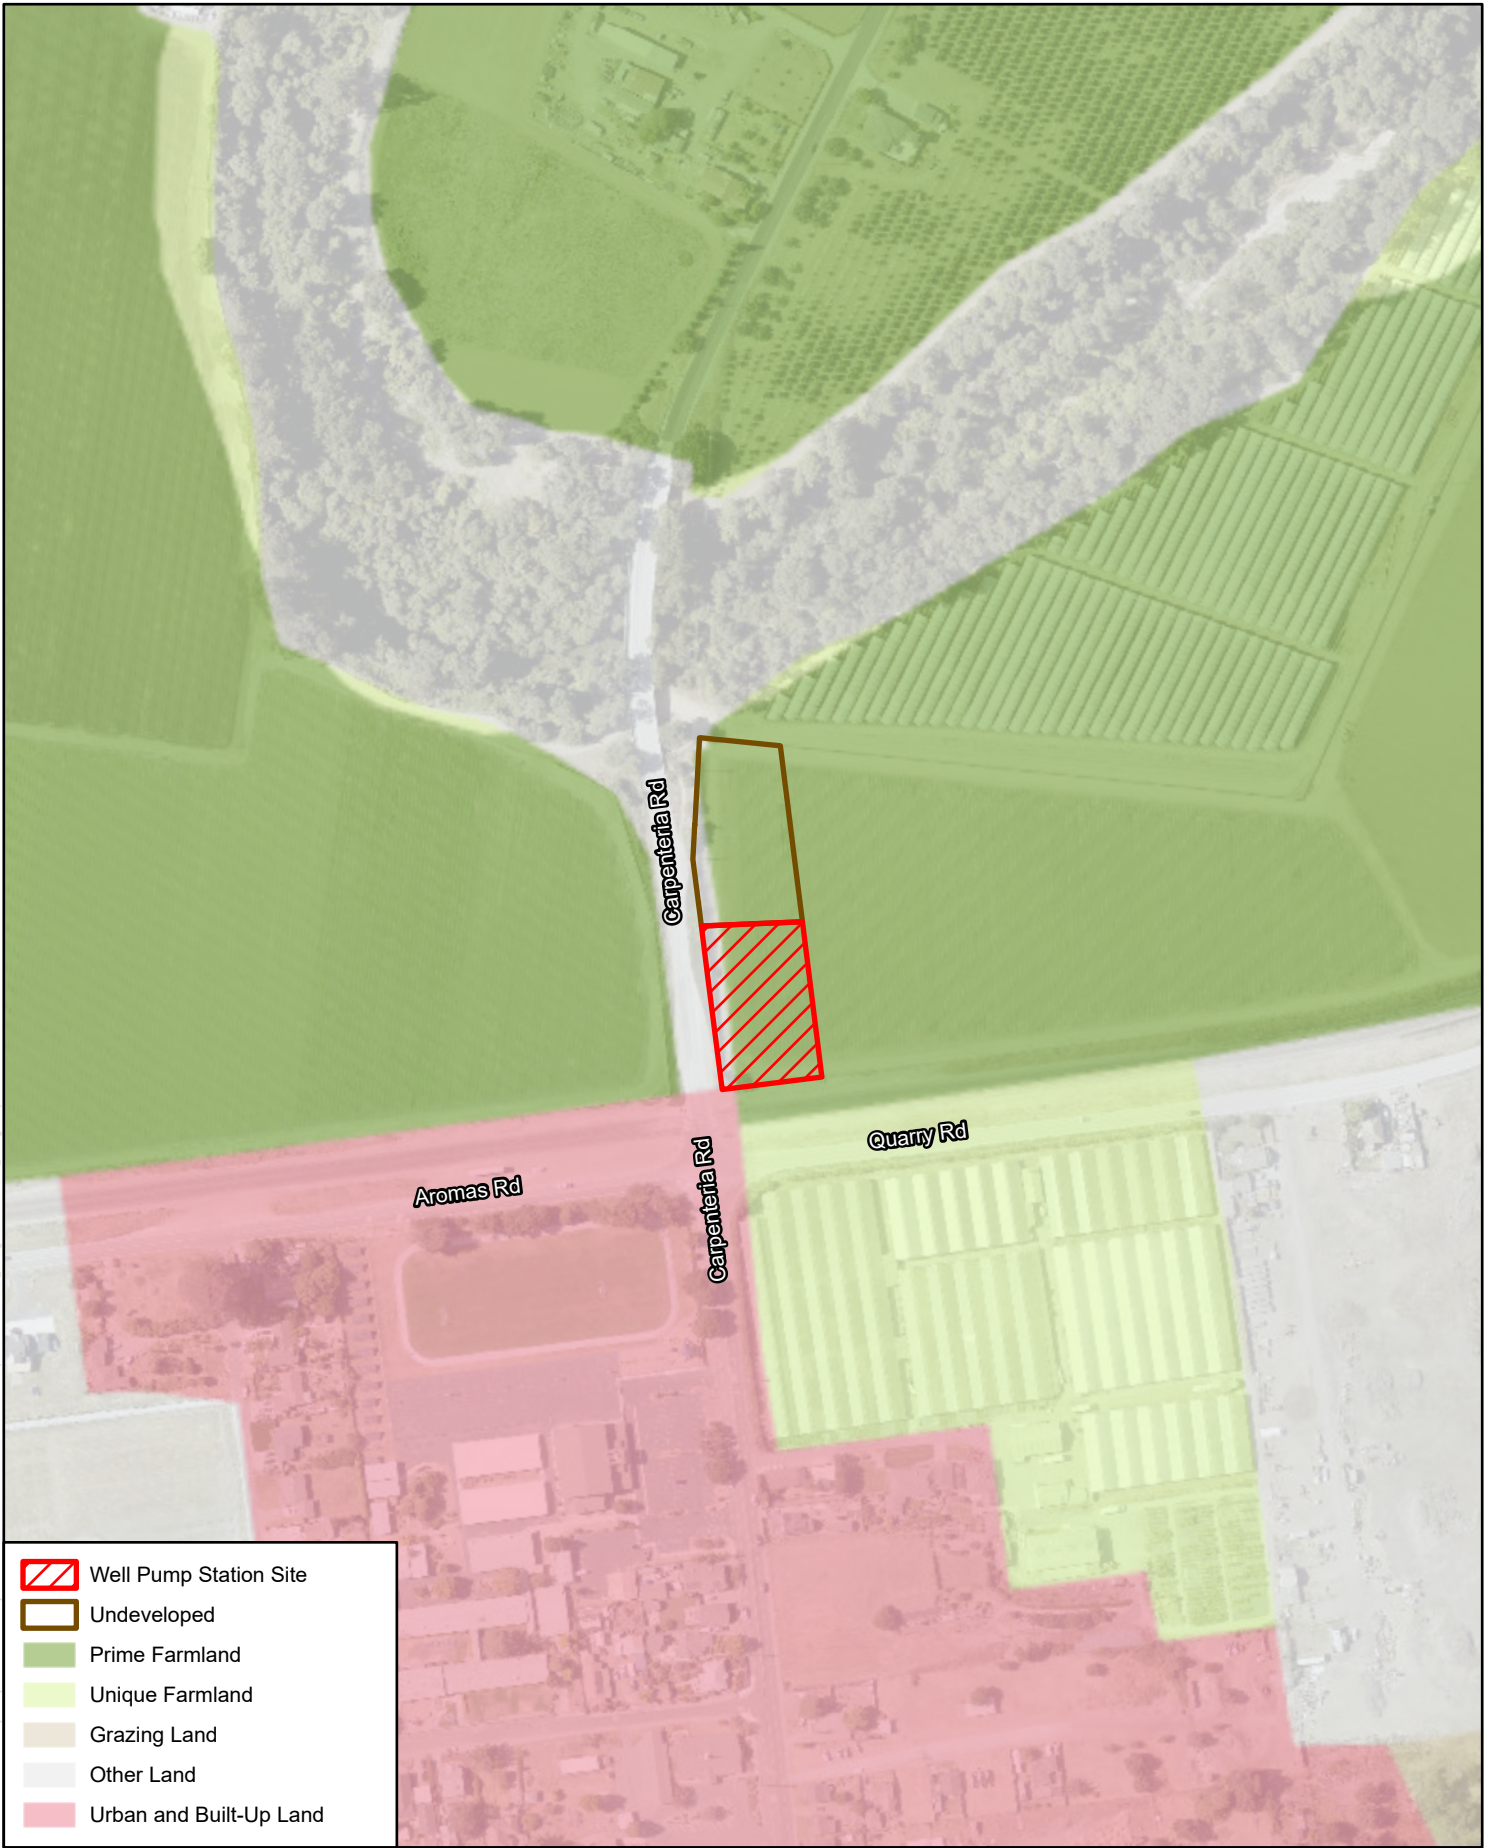 Carpenteria Rd
Quarry Rd
Aromas Rd
Carpenteria Rd
Well Pump Station Site
Undeveloped
Prime Farmland
Unique Farmland
Grazing Land
Other Land
Urban and Built-Up Land